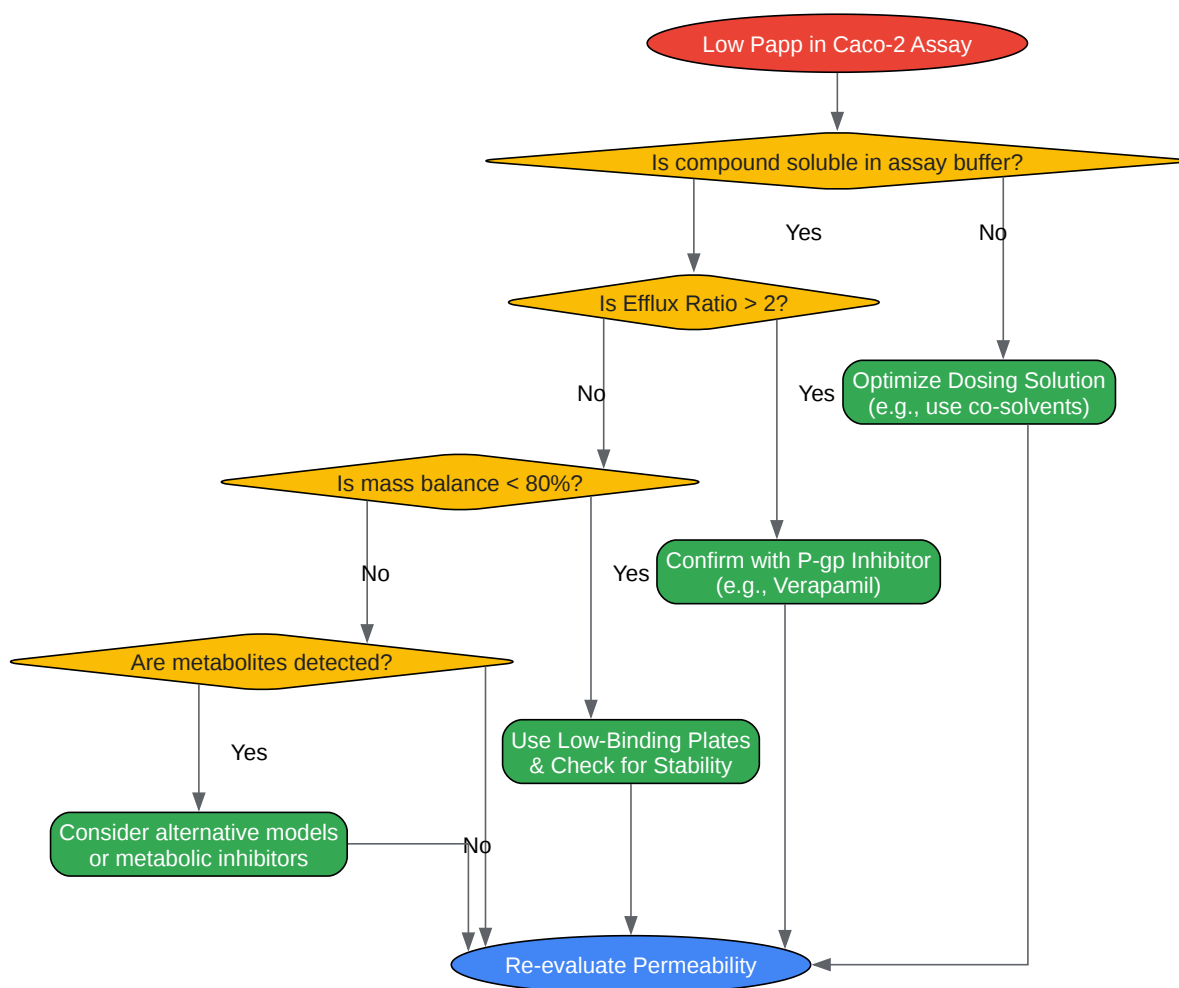 Low Papp in Caco-2 Assay
Is compound soluble in assay buffer?
Yes
No
Is Efflux Ratio > 2?
No
Yes
Optimize Dosing Solution
(e.g., use co-solvents)
Is mass balance < 80%?
No
Yes
Confirm with P-gp Inhibitor
(e.g., Verapamil)
Are metabolites detected?
Yes
Use Low-Binding Plates
& Check for Stability
Consider alternative models
or metabolic inhibitors
No
Re-evaluate Permeability